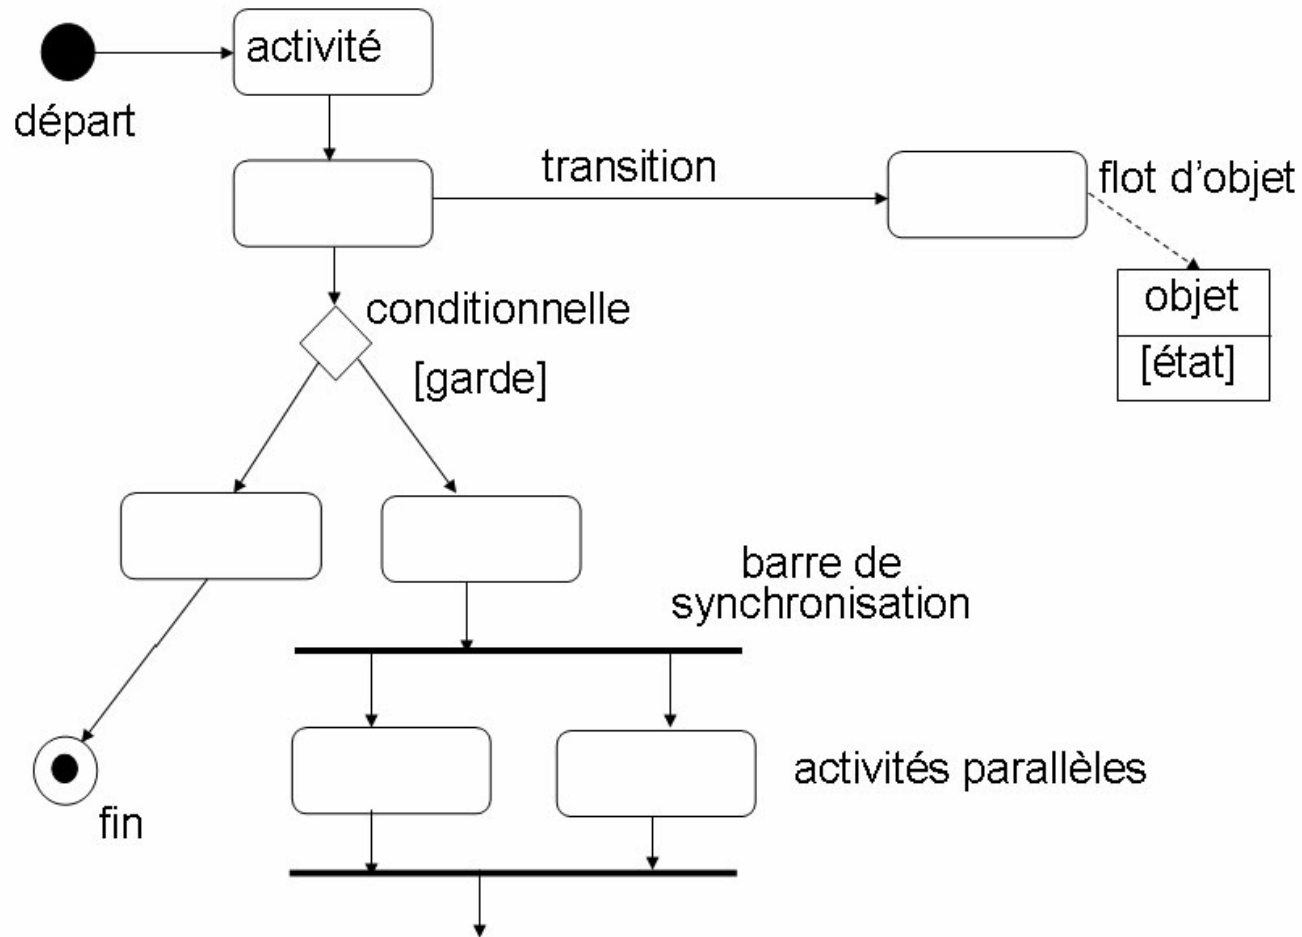 activité
départ
transition
flot d'objet
objet
[état]
conditionnelle
[garde]
barre de
synchronisation
activités parallèles
fin